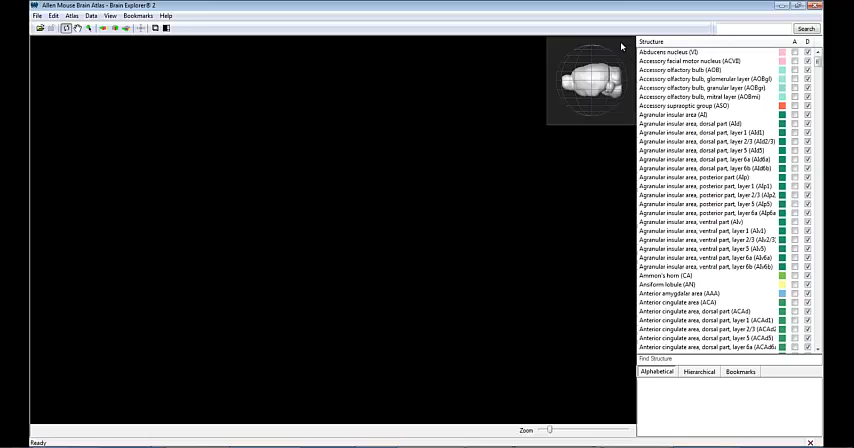 Allen Mouse Brain Atlas - Brain Explorer® 2
File Edit Atlas Data View Bookmarks Help
Search
Structure A D
Abducens nucleus (VI)
Accessory facial motor nucleus (ACVII)
Accessory olfactory bulb (AOB)
Accessory olfactory bulb, glomerular layer (AOBgl)
Accessory olfactory bulb, granular layer (AOBgr)
Accessory olfactory bulb, mitral layer (AOBmi)
Accessory supraoptic group (ASO)
Agranular insular area (AI)
Agranular insular area, dorsal part (AId)
Agranular insular area, dorsal part, layer 1 (AId1)
Agranular insular area, dorsal part, layer 2/3 (AId2/3)
Agranular insular area, dorsal part, layer 5 (AId5)
Agranular insular area, dorsal part, layer 6a (AId6a)
Agranular insular area, dorsal part, layer 6b (AId6b)
Agranular insular area, posterior part (AIp)
Agranular insular area, posterior part, layer 1 (AIp1)
Agranular insular area, posterior part, layer 2/3 (AIp2
Agranular insular area, posterior part, layer 5 (AIp5)
Agranular insular area, posterior part, layer 6a (AIp6a
Agranular insular area, ventral part (AIv)
Agranular insular area, ventral part, layer 1 (AIv1)
Agranular insular area, ventral part, layer 2/3 (AIv2/3)
Agranular insular area, ventral part, layer 5 (AIv5)
Agranular insular area, ventral part, layer 6a (AIv6a)
Agranular insular area, ventral part, layer 6b (AIv6b)
Ammon's horn (CA)
Ansiform lobule (AN)
Anterior amygdalar area (AAA)
Anterior cingulate area (ACA)
Anterior cingulate area, dorsal part (ACAd)
Anterior cingulate area, dorsal part, layer 1 (ACAd1)
Anterior cingulate area, dorsal part, layer 2/3 (ACAd2
Anterior cingulate area, dorsal part, layer 5 (ACAd5)
Anterior cingulate area, dorsal part, layer 6a (ACAd6a
Find Structure
Alphabetical Hierarchical Bookmarks
Zoom
Ready